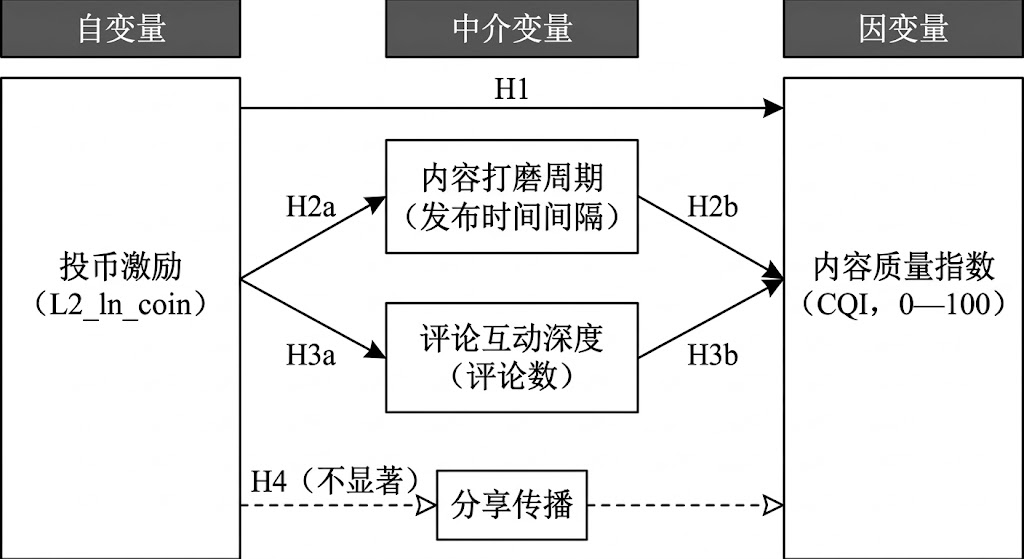 自变量
中介变量
因变量
H1
内容打磨周期
（发布时间间隔）
H2a
H2b
投币激励
（L2_ln_coin）
内容质量指数
（CQI，0—100）
评论互动深度
（评论数）
H3a
H3b
H4（不显著）
分享传播